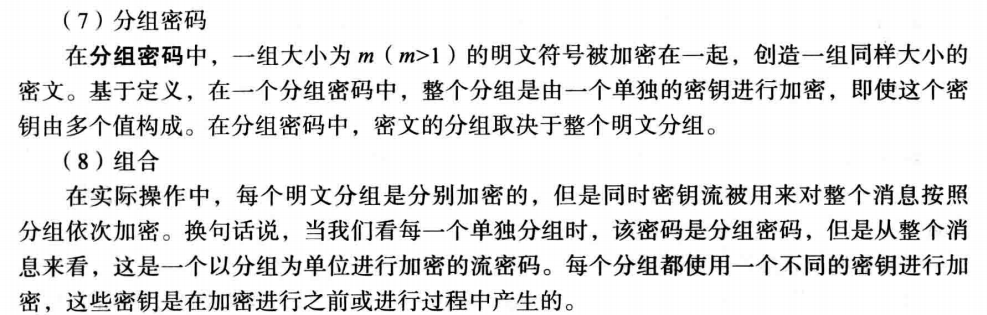 （7）分组密码
在分组密码中，一组大小为 m（m>1）的明文符号被加密在一起，创造一组同样大小的
密文。基于定义，在一个分组密码中，整个分组是由一个单独的密钥进行加密，即使这个密
钥由多个值构成。在分组密码中，密文的分组取决于整个明文分组。
（8）组合
在实际操作中，每个明文分组是分别加密的，但是同时密钥流被用来对整个消息按照
分组依次加密。换句话说，当我们看每一个单独分组时，该密码是分组密码，但是从整个消
息来看，这是一个以分组为单位进行加密的流密码。每个分组都使用一个不同的密钥进行加
密，这些密钥是在加密进行之前或进行过程中产生的。